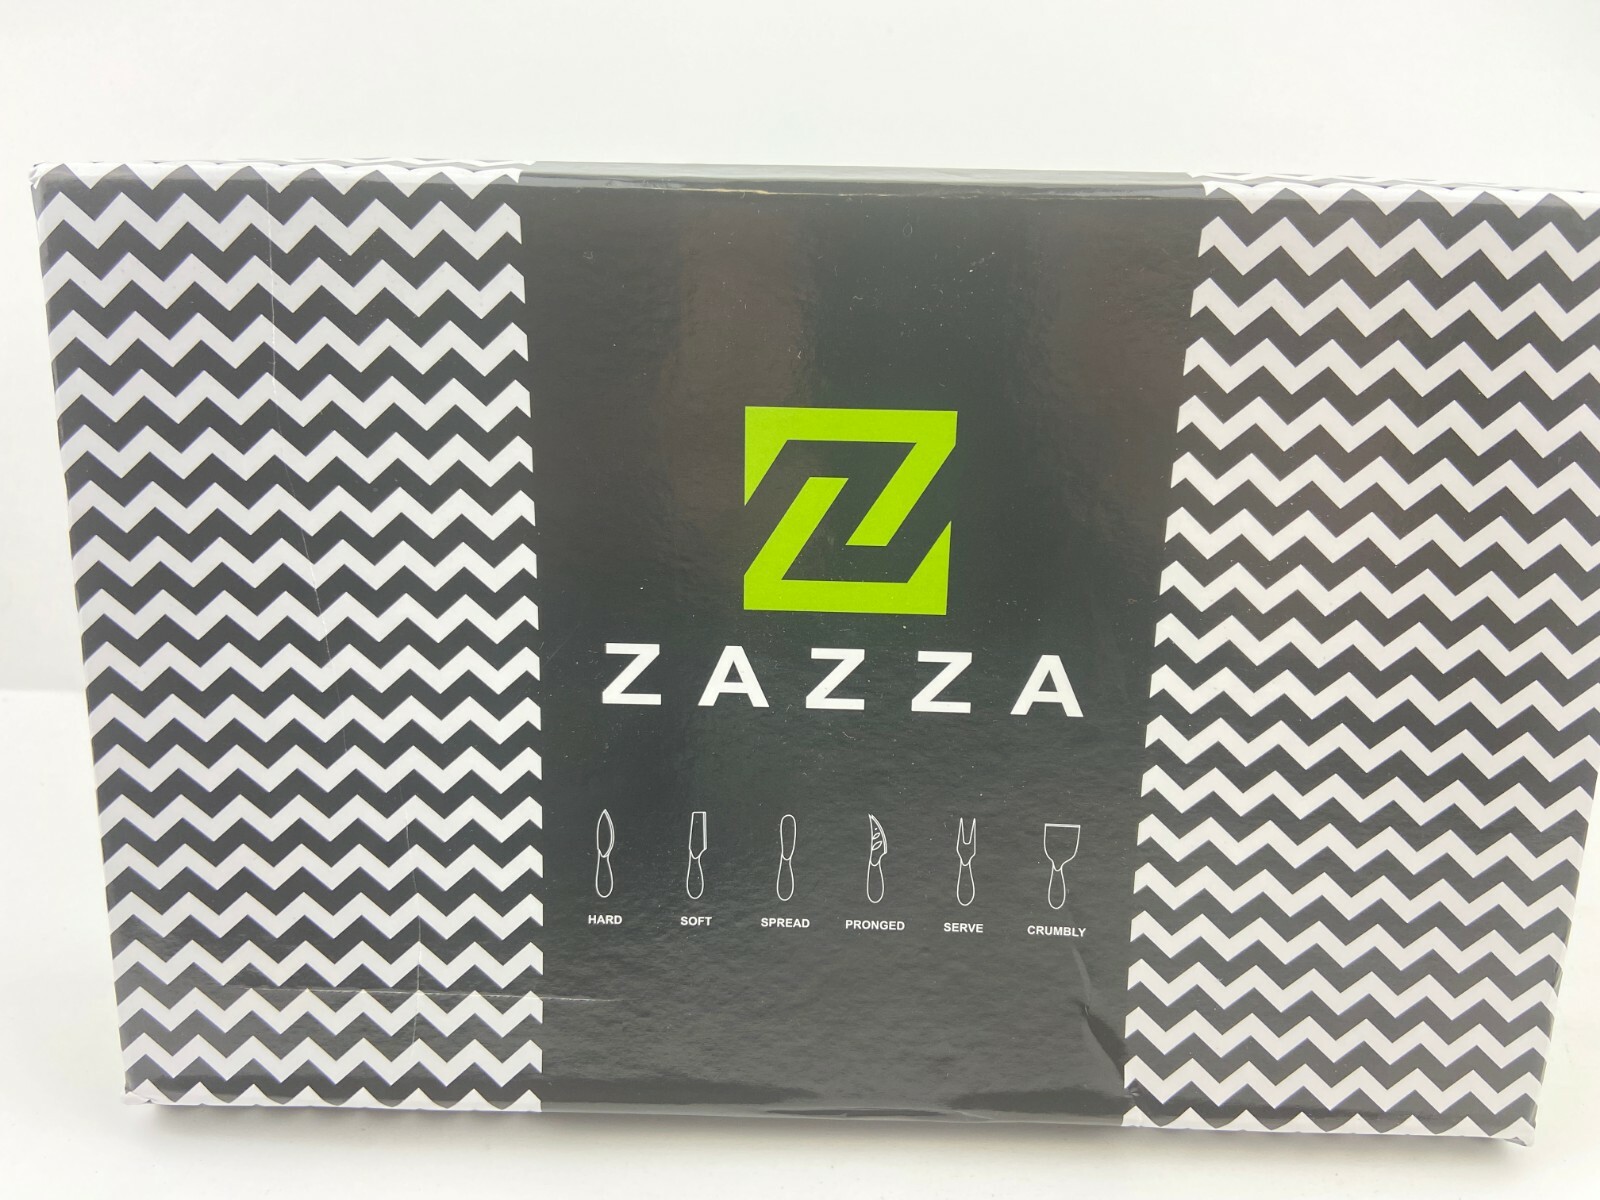 ZAZZA
HARD SOFT SPREAD PRONGED SERVE CRUMBLY